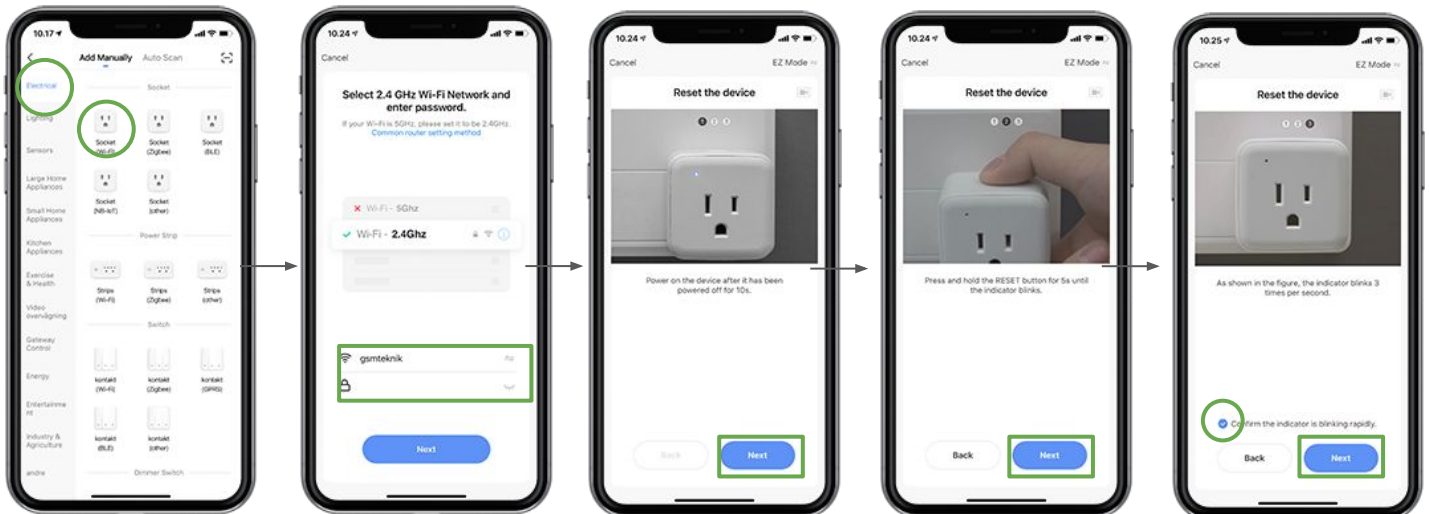 10.17
Add Manually Auto Scan
Electrical
Socket
Lighting
Socket
(Wi-Fi)
Socket
(Zigbee)
Socket
(BLE)
Sensors
Large Home
Appliances
Socket
(NB-IoT)
Socket
(other)
Small Home
Appliances
Power Strip
Kitchen
Appliances
Exercise
& Health
Strips
(Wi-Fi)
Strips
(Zigbee)
Strips
(other)
Video
overvågning
Switch
Gateway
Control
Energy
kontakt
(Wi-Fi)
kontakt
(Zigbee)
kontakt
(GPRS)
Entertainme
nt
Industry &
Agriculture
kontakt
(BLE)
kontakt
(other)
andre
Dimmer Switch
10.24
Cancel
Select 2.4 GHz Wi-Fi Network and
enter password.
If your Wi-Fi is 5GHz, please set it to be 2.4GHz.
Common router setting method
Wi-Fi - 5Ghz
Wi-Fi - 2.4Ghz
gsmteknik
Next
10.24
Cancel EZ Mode
Reset the device
1 2 3
Power on the device after it has been
powered off for 10s.
Back Next
10.24
Cancel EZ Mode
Reset the device
1 2 3
Press and hold the RESET button for 5s until
the indicator blinks.
Back Next
10.25
Cancel EZ Mode
Reset the device
1 2 3
As shown in the figure, the indicator blinks 3
times per second.
Confirm the indicator is blinking rapidly.
Back Next